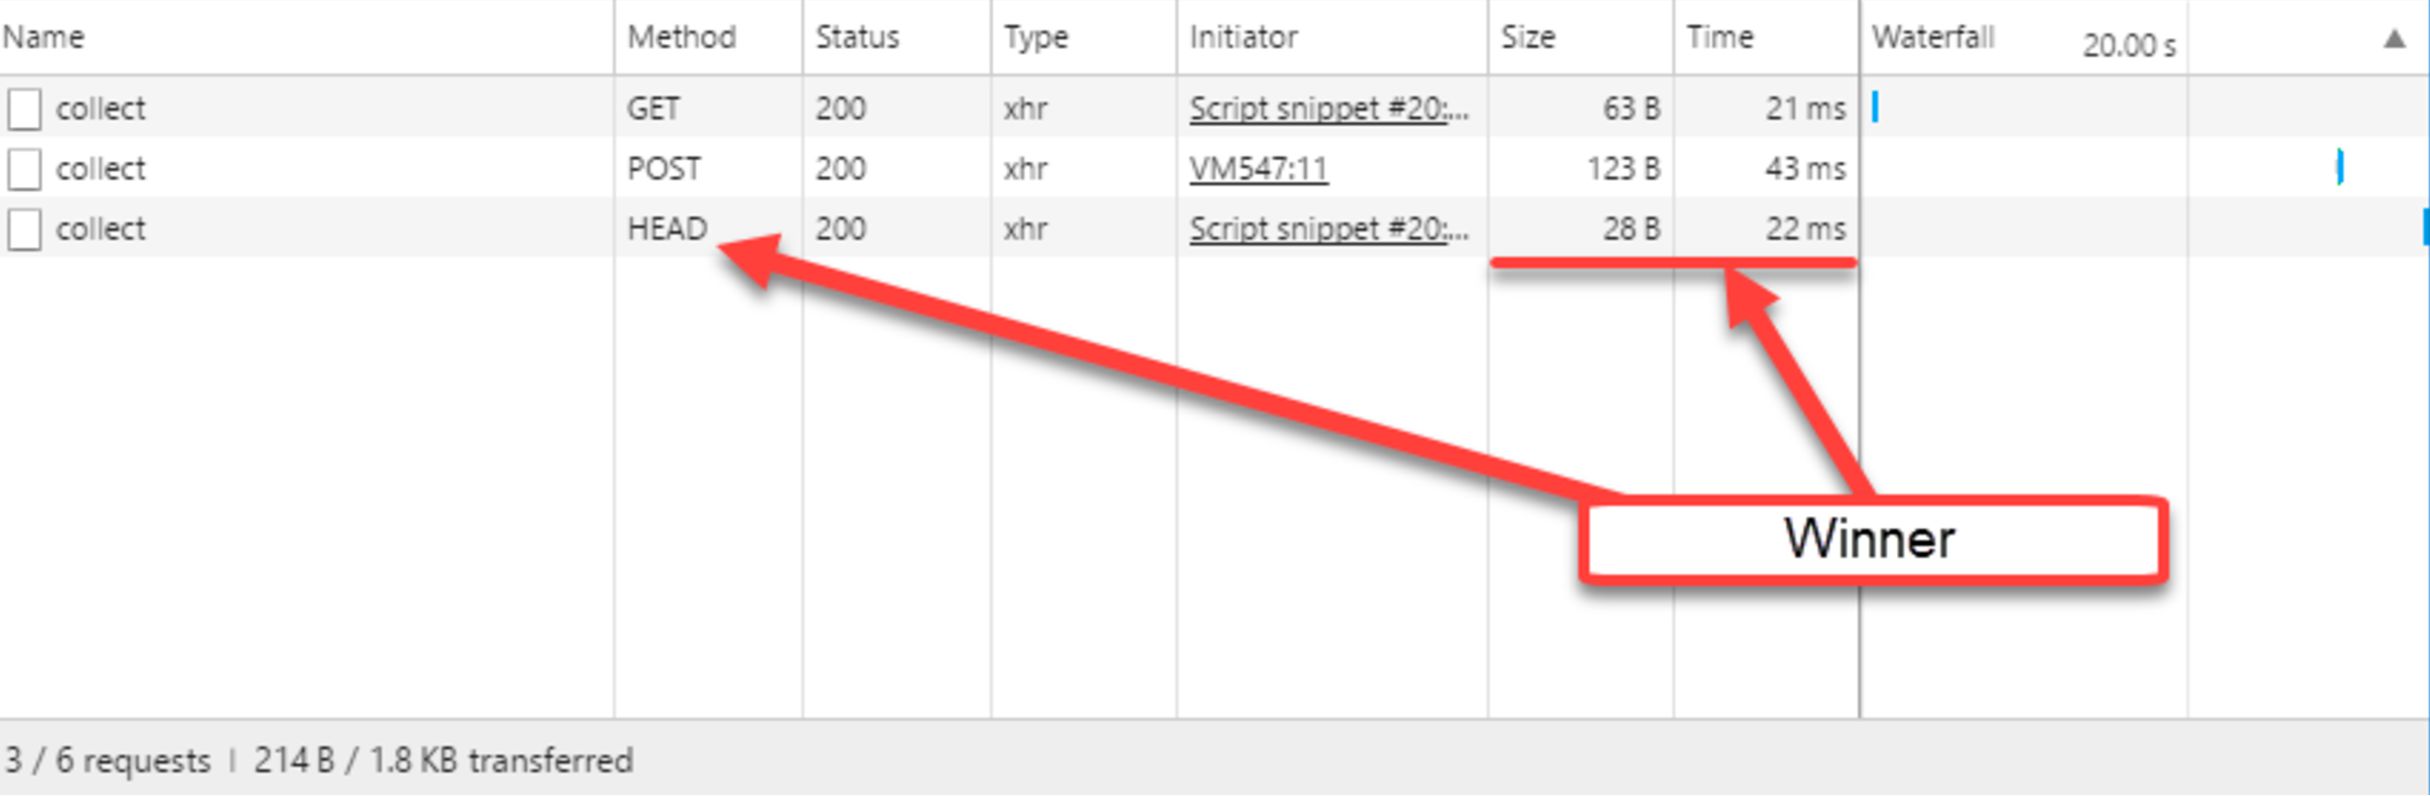 Name Method Status Type Initiator Size Time Waterfall 20.00 s ▲
collect GET 200 xhr Script snippet #20:... 63 B 21 ms
collect POST 200 xhr VM547:11 123 B 43 ms
collect HEAD 200 xhr Script snippet #20:... 28 B 22 ms
Winner
3 / 6 requests | 214 B / 1.8 KB transferred